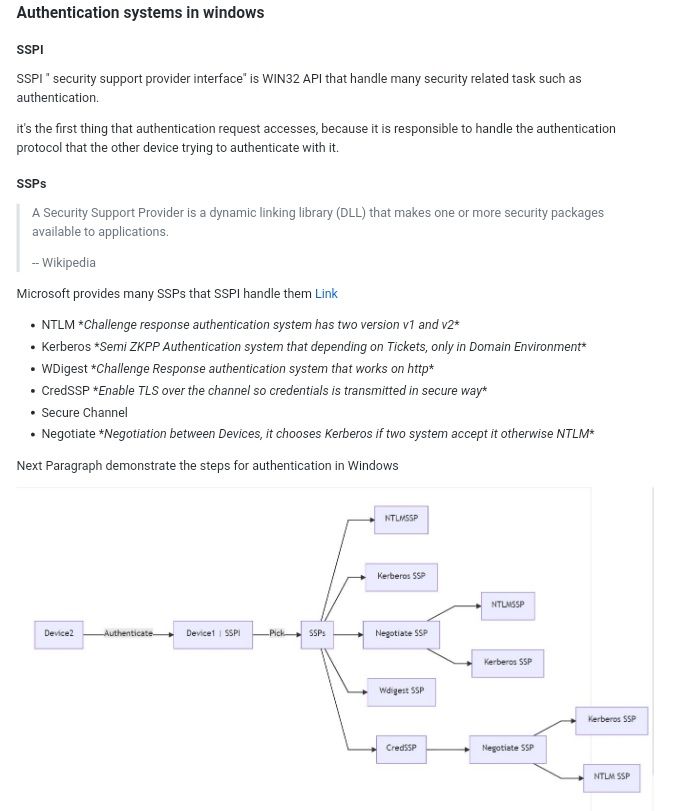 Authentication systems in windows
SSPI
SSPI " security support provider interface" is WIN32 API that handle many security related task such as
authentication.
it's the first thing that authentication request accesses, because it is responsible to handle the authentication
protocol that the other device trying to authenticate with it.
SSPs
A Security Support Provider is a dynamic linking library (DLL) that makes one or more security packages
available to applications.
-- Wikipedia
Microsoft provides many SSPs that SSPI handle them Link
• NTLM *Challenge response authentication system has two version v1 and v2*
• Kerberos *Semi ZKPP Authentication system that depending on Tickets, only in Domain Environment*
• WDigest *Challenge Response authentication system that works on http*
• CredSSP *Enable TLS over the channel so credentials is transmitted in secure way*
• Secure Channel
• Negotiate *Negotiation between Devices, it chooses Kerberos if two system accept it otherwise NTLM*
Next Paragraph demonstrate the steps for authentication in Windows
NTLMSSP
Kerberos SSP
NTLMSSP
Device2
Authenticate
Device1 | SSPI
Pick
SSPs
Negotiate SSP
Kerberos SSP
Wdigest SSP
Kerberos SSP
CredSSP
Negotiate SSP
NTLM SSP